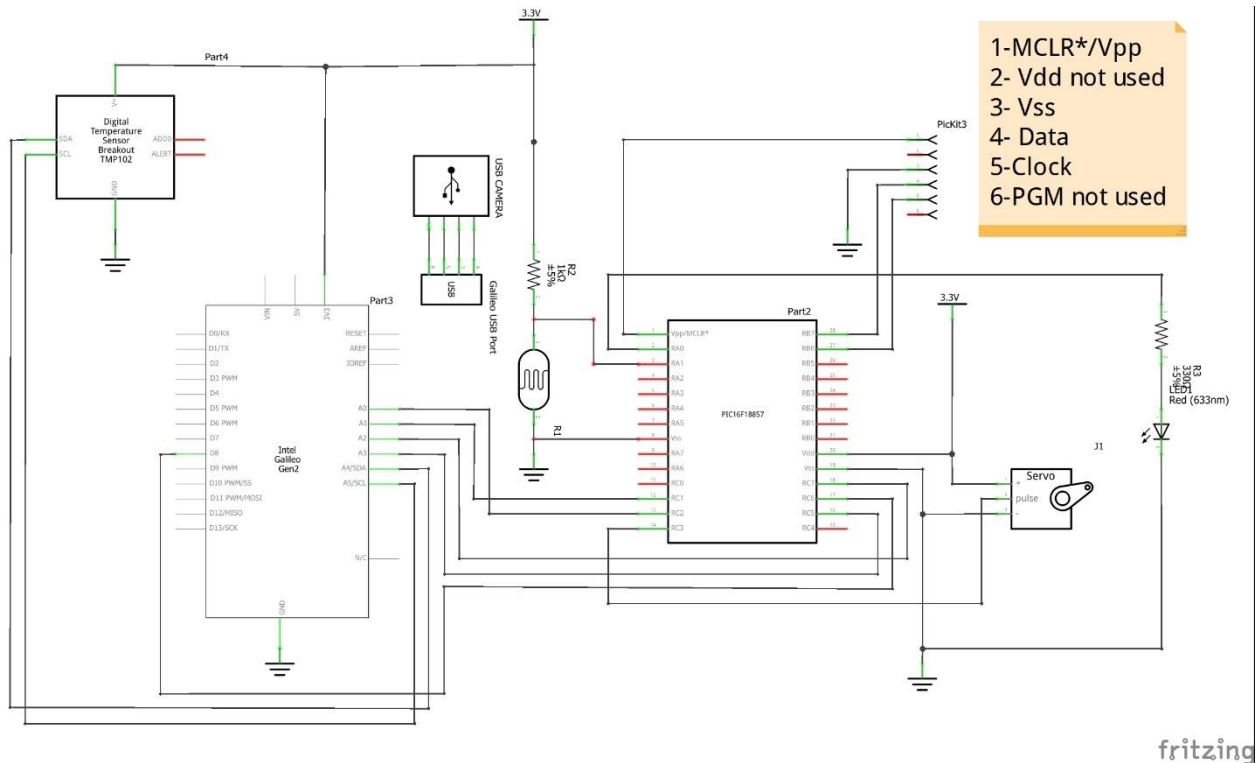 3.3V
Part4
Digital
Temperature
Sensor
Breakout
TMP102
SDA
SCL
ADD0
ALERT
V+
GND
1-MCLR*/Vpp
2- Vdd not used
3- Vss
4- Data
5-Clock
6-PGM not used
PicKit3
USB CAMERA
USB
Galileo USB Port
R2
1kΩ
±5%
R1
Part3
VIN
5V
3V3
D0/RX
D1/TX
D2
D3 PWM
D4
D5 PWM
D6 PWM
D7
D8
D9 PWM
D10 PWM/SS
D11 PWM/MOSI
D12/MISO
D13/SCK
RESET
AREF
IOREF
A0
A1
A2
A3
A4/SDA
A5/SCL
N/C
GND
Intel
Galileo
Gen2
Part2
PIC16F18857
Vpp/MCLR*
RA0
RA1
RA2
RA3
RA4
RA5
Vss
RA7
RA6
RC0
RC1
RC2
RC3
RB7
RB6
RB5
RB4
RB3
RB2
RB1
RB0
Vdd
Vss
RC7
RC6
RC5
RC4
3.3V
R3
330Ω
±5%
LED1
Red (633nm)
J1
Servo
+
pulse
-
fritzing